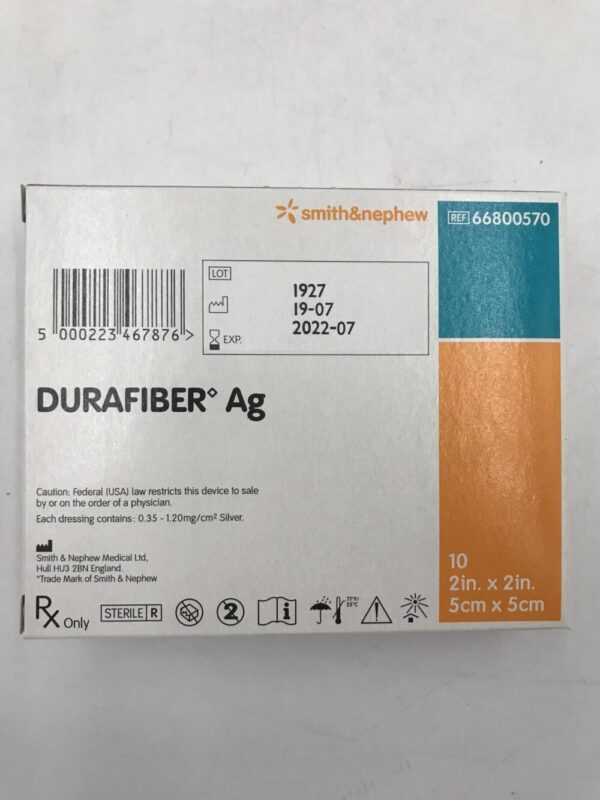 smith&nephew
REF 66800570
LOT 1927
19-07
EXP. 2022-07
5 000223 467876 >
DURAFIBER◊ Ag
Caution: Federal (USA) law restricts this device to sale
by or on the order of a physician.
Each dressing contains: 0.35 - 1.20mg/cm² Silver.
Smith & Nephew Medical Ltd,
Hull HU3 2BN England.
*Trade Mark of Smith & Nephew
10
2in. x 2in.
5cm x 5cm
Rx Only STERILE R 2 i 77°F/
25°C